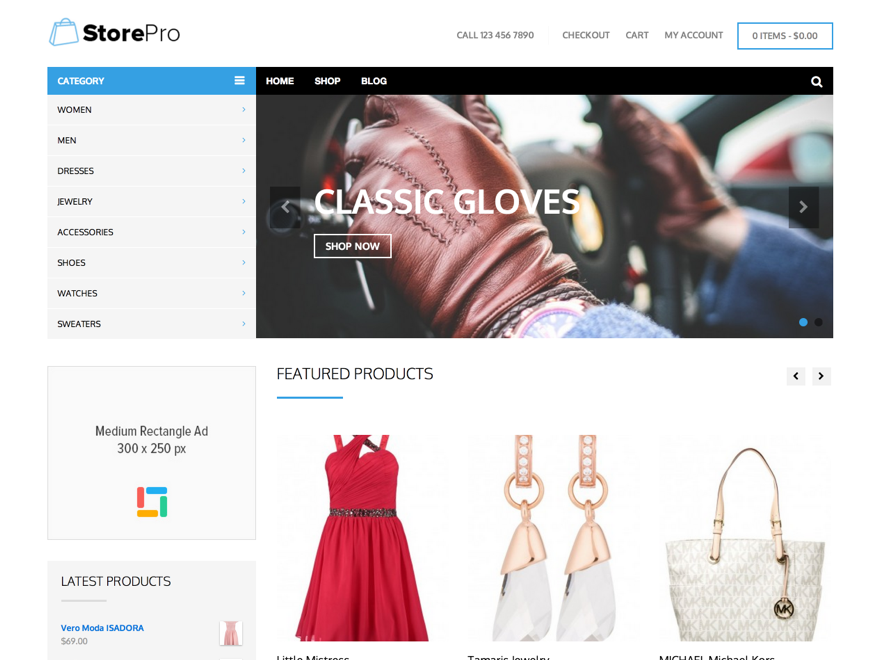 StorePro
CALL 123 456 7890
CHECKOUT
CART
MY ACCOUNT
0 ITEMS - $0.00
CATEGORY
HOME
SHOP
BLOG
WOMEN
MEN
DRESSES
JEWELRY
ACCESSORIES
SHOES
WATCHES
SWEATERS
CLASSIC GLOVES
SHOP NOW
Medium Rectangle Ad
300 x 250 px
FEATURED PRODUCTS
MK
LATEST PRODUCTS
Vero Moda ISADORA
$69.00
Little Mistress
Tamaris Jewelry
MICHAEL Michael Kors